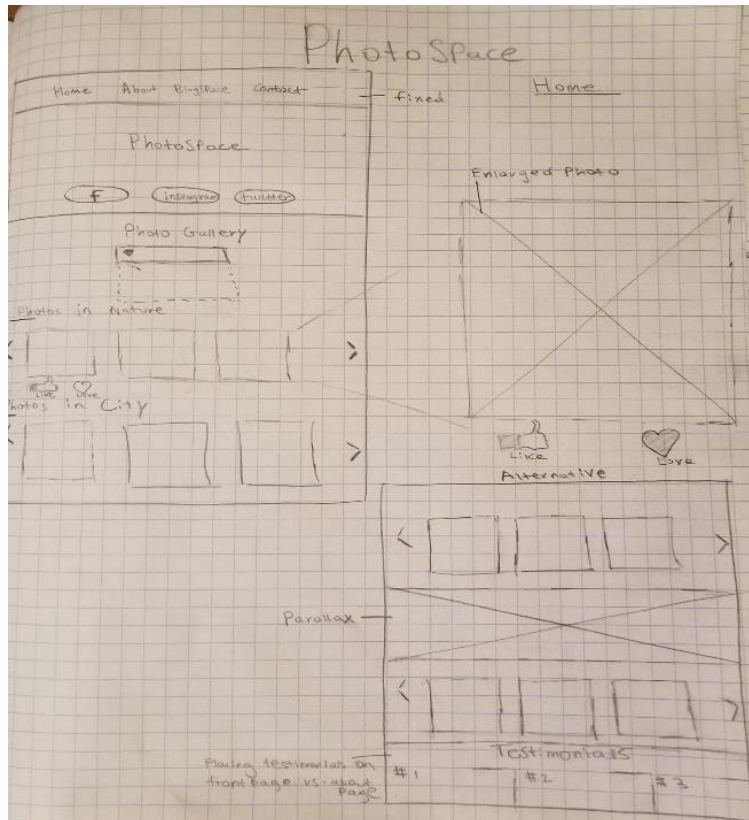 PhotoSpace
Home
Home About Contact
fixed
PhotoSpace
f instagram twitter
Photo Gallery
Photos in Nature
< >
Like Love
Photos in City
< >
Enlarged Photo
Like Love
Alternative
< >
Parallax
< >
Testimonials
#1 #2 #3
Placing testimonials on
front page vs. about
page